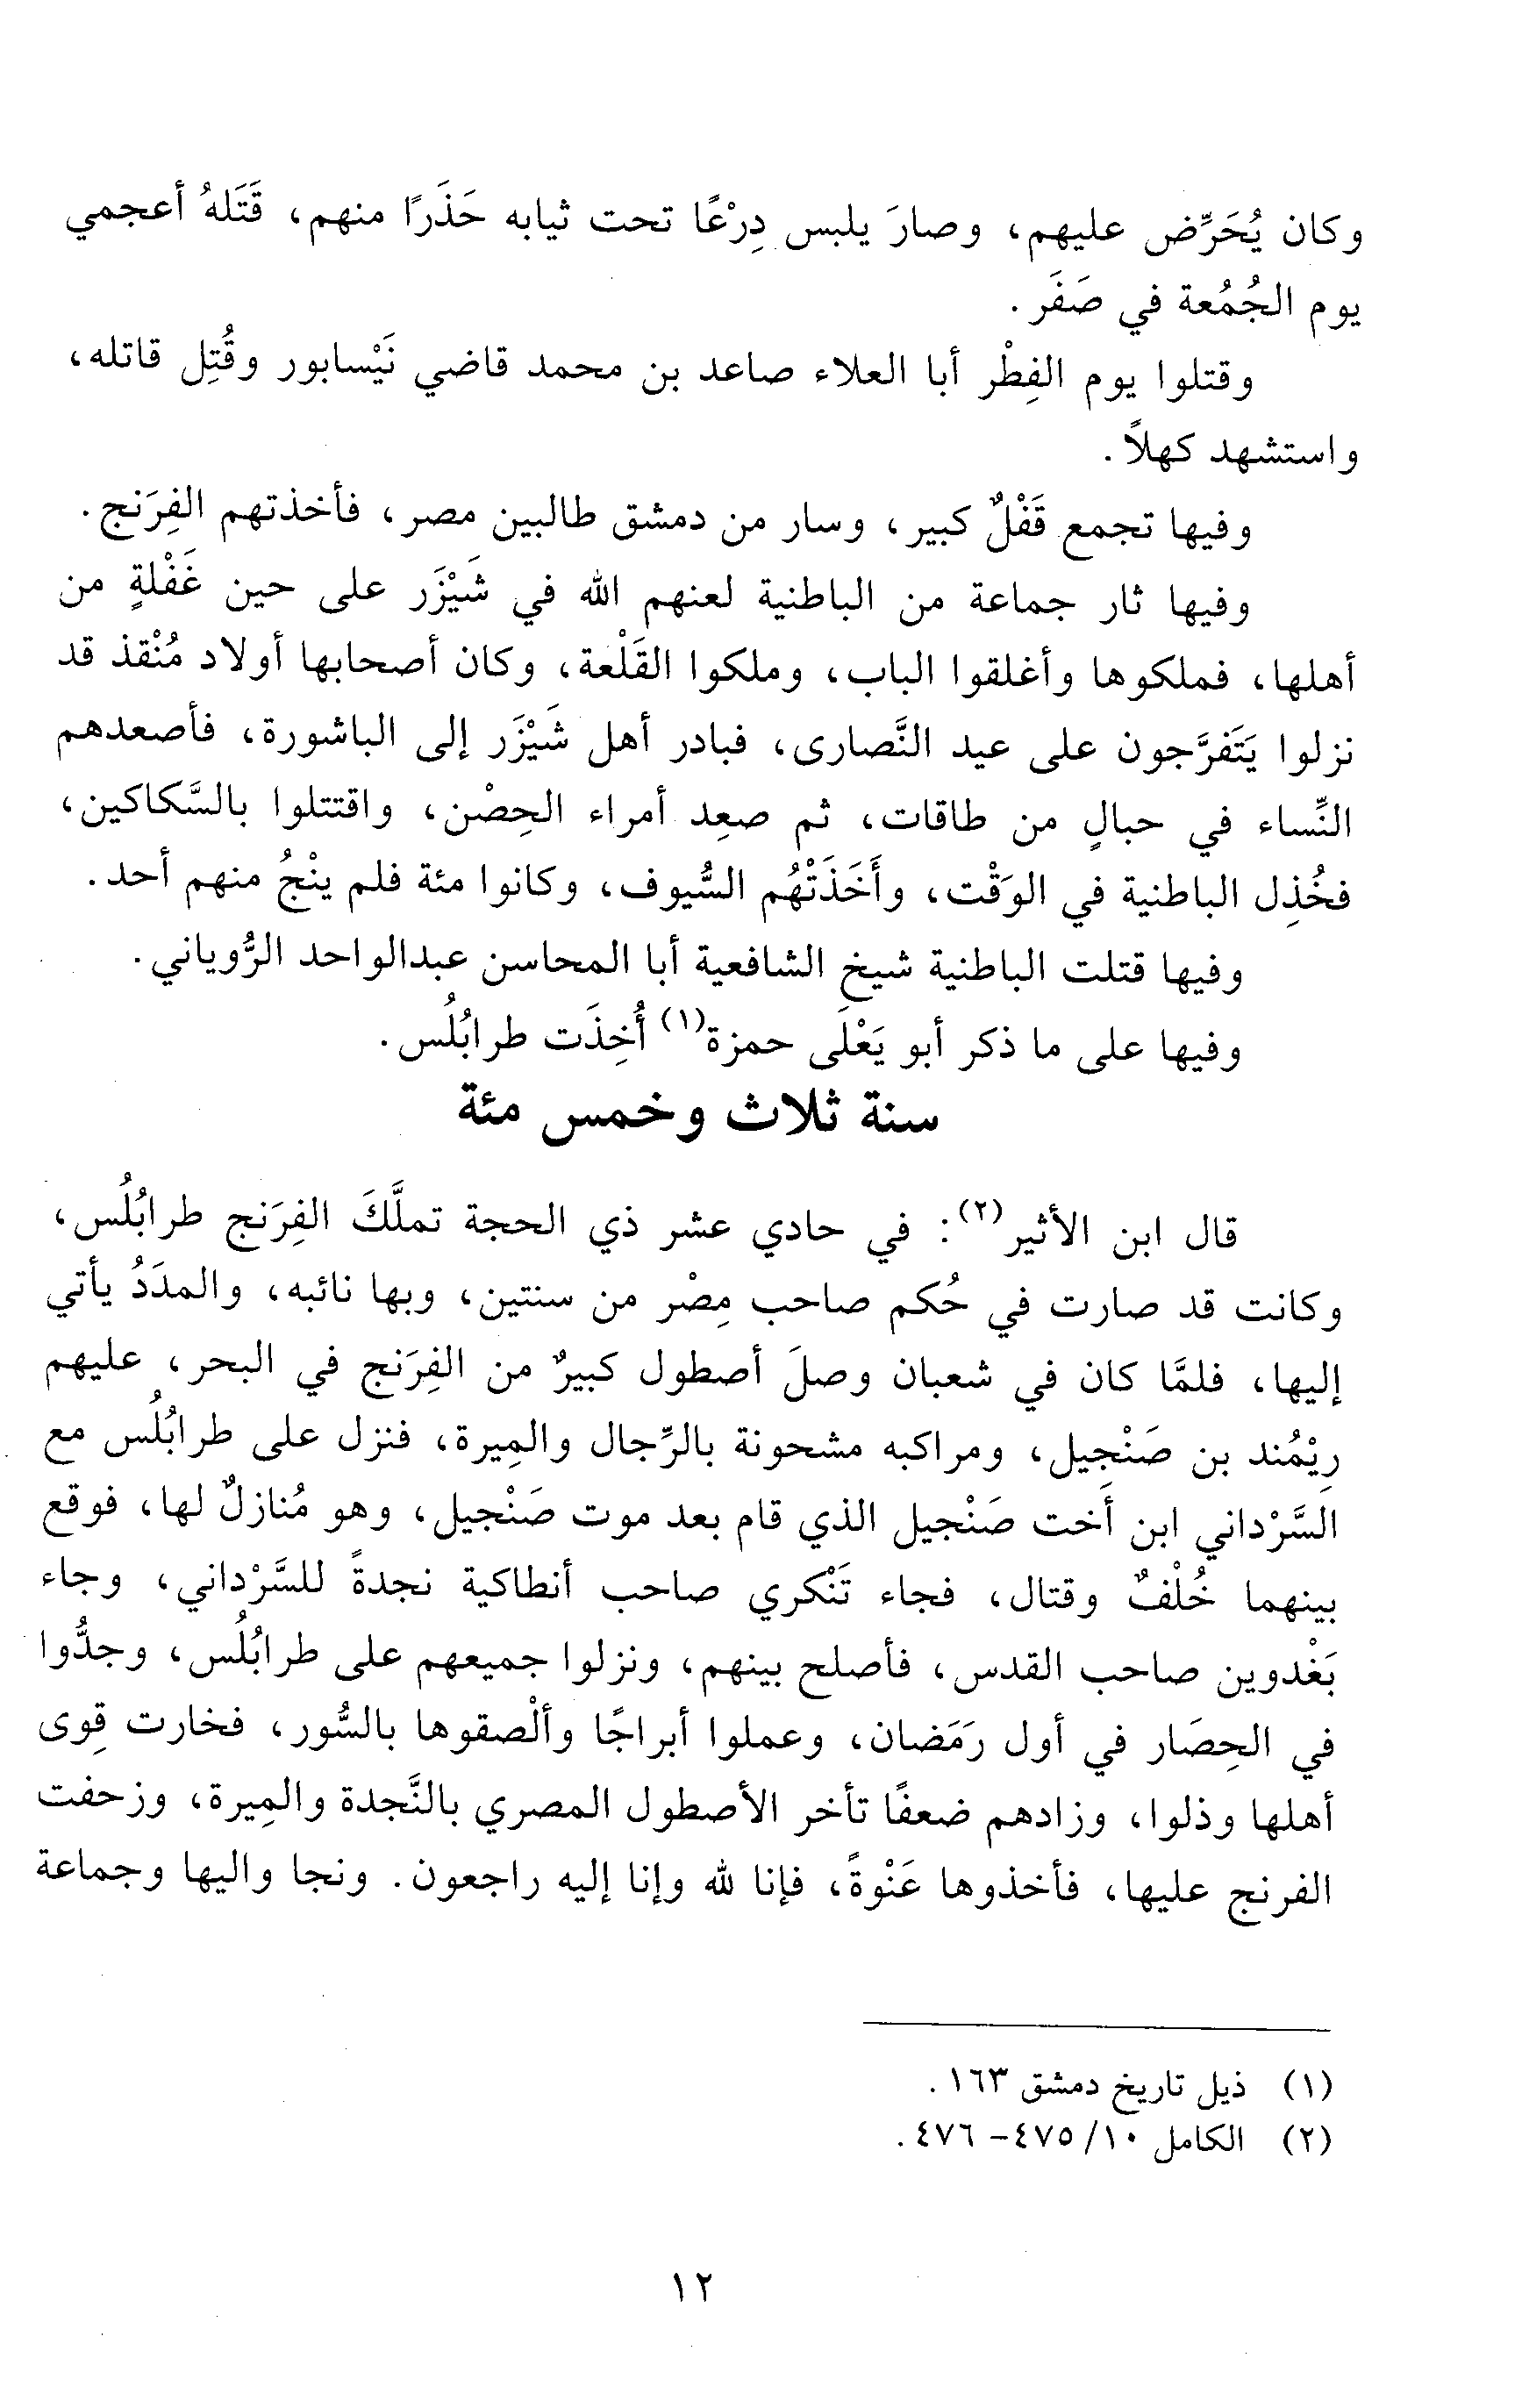 وكان يُحَرِّض عليهم، وصارَ يلبس دِرْعًا تحت ثيابه حَذَرًا منهم، قَتَلهُ أعجمي
يوم الجُمُعة في صَفَر.
وقتلوا يوم الفِطْر أبا العلاء صاعد بن محمد قاضي نَيْسابور وقُتِل قاتله،
واستشهد كهلاً.
وفيها تجمع قَفْلٌ كبير، وسار من دمشق طالبين مصر، فأخذتهم الفِرَنج.
وفيها ثار جماعة من الباطنية لعنهم الله في شَيْزَر على حين غَفْلةٍ من
أهلها، فملكوها وأغلقوا الباب، وملكوا القَلْعة، وكان أصحابها أولاد مُنْقذ قد
نزلوا يَتَفرَّجون على عيد النَّصارى، فبادر أهل شَيْزَر إلى الباشورة، فأصعدهم
النِّساء في حبالٍ من طاقات، ثم صعِد أمراء الحِصْن، واقتتلوا بالسَّكاكين،
فخُذِل الباطنية في الوَقْت، وأَخَذَتْهُم السُّيوف، وكانوا مئة فلم ينْجُ منهم أحد.
وفيها قتلت الباطنية شيخ الشافعية أبا المحاسن عبدالواحد الرُّوياني.
وفيها على ما ذكر أبو يَعْلَى حمزة(١) أُخِذَت طرابُلُس.
سنة ثلاث وخمس مئة
قال ابن الأثير(٢): في حادي عشر ذي الحجة تملَّكَ الفِرَنج طرابُلُس،
وكانت قد صارت في حُكم صاحب مِصْر من سنتين، وبها نائبه، والمدَدُ يأتي
إليها، فلمَّا كان في شعبان وصلَ أصطول كبيرٌ من الفِرَنج في البحر، عليهم
رِيْمُند بن صَنْجِيل، ومراكبه مشحونة بالرِّجال والمِيرة، فنزل على طرابُلُس مع
السَّرْداني ابن أخت صَنْجيل الذي قام بعد موت صَنْجيل، وهو مُنازلٌ لها، فوقع
بينهما خُلْفٌ وقتال، فجاء تَنْكري صاحب أنطاكية نجدةً للسَّرْداني، وجاء
بَغْدوين صاحب القدس، فأصلح بينهم، ونزلوا جميعهم على طرابُلُس، وجدُّوا
في الحِصَار في أول رَمَضان، وعملوا أبراجًا وألْصقوها بالسُّور، فخارت قِوى
أهلها وذلوا، وزادهم ضعفًا تأخر الأصطول المصري بالنَّجدة والمِيرة، وزحفت
الفرنج عليها، فأخذوها عَنْوةً، فإنا لله وإنا إليه راجعون. ونجا واليها وجماعة
(١) ذيل تاريخ دمشق ١٦٣.
(٢) الكامل ١٠/ ٤٧٥- ٤٧٦.
١٢